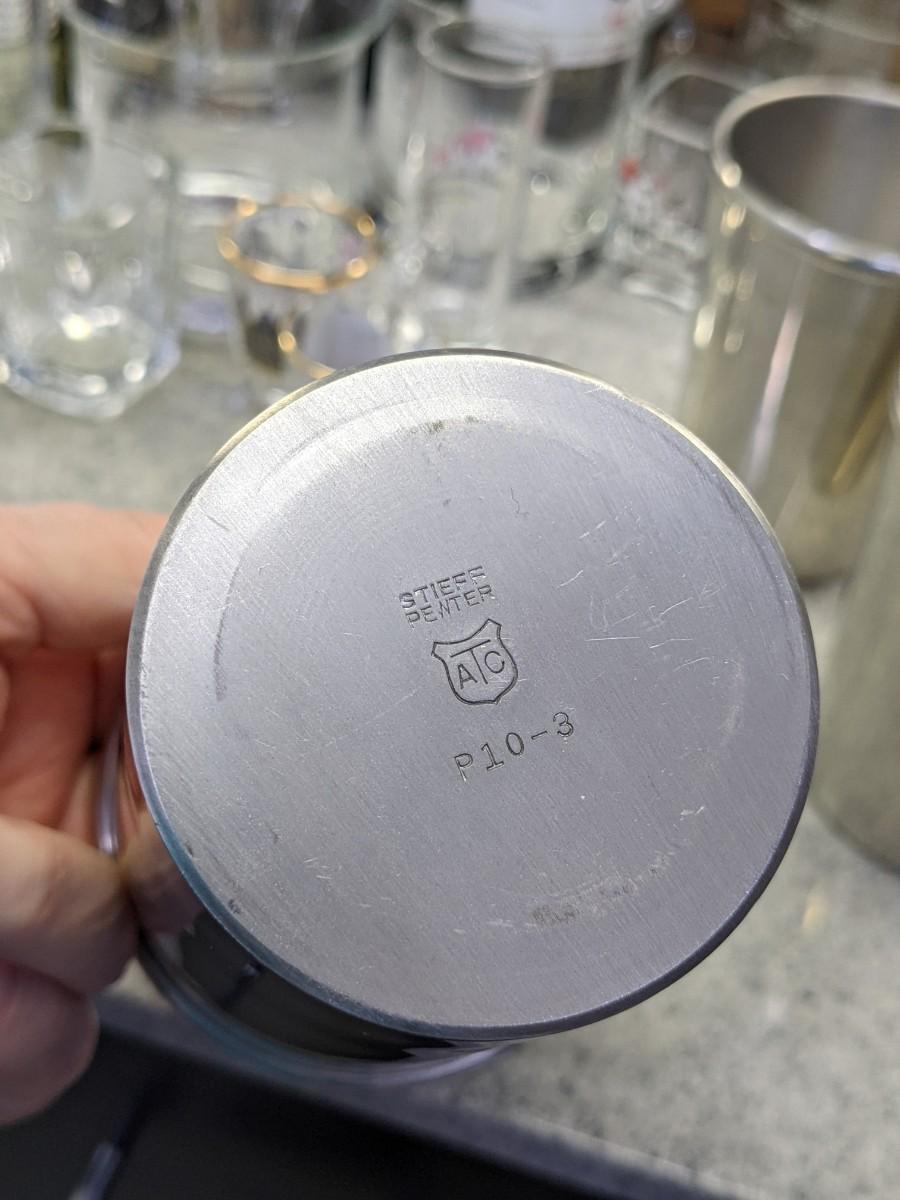 STIEFF
PEWTER
ATC
P10-3